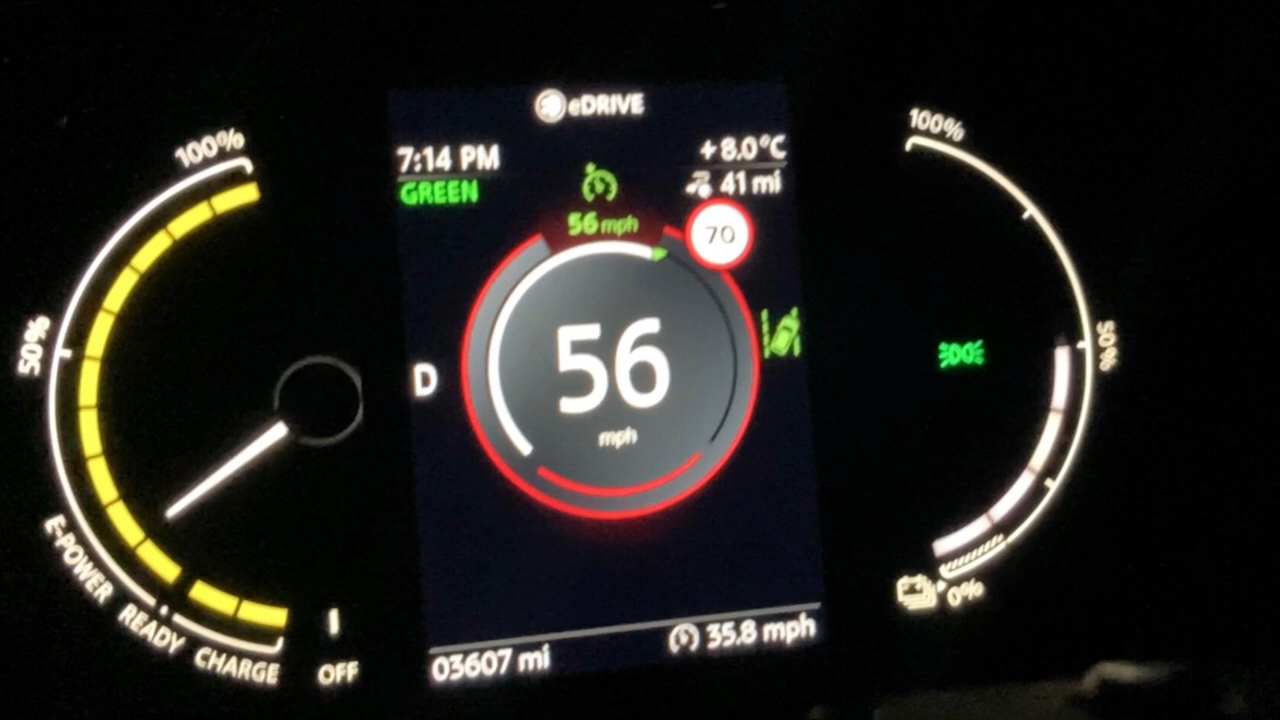 eDRIVE
7:14 PM
+8.0°C
GREEN
41 mi
56 mph
70
100%
50%
E-POWER
READY
CHARGE
OFF
D
56
mph
100%
50%
0%
03607 mi
35.8 mph